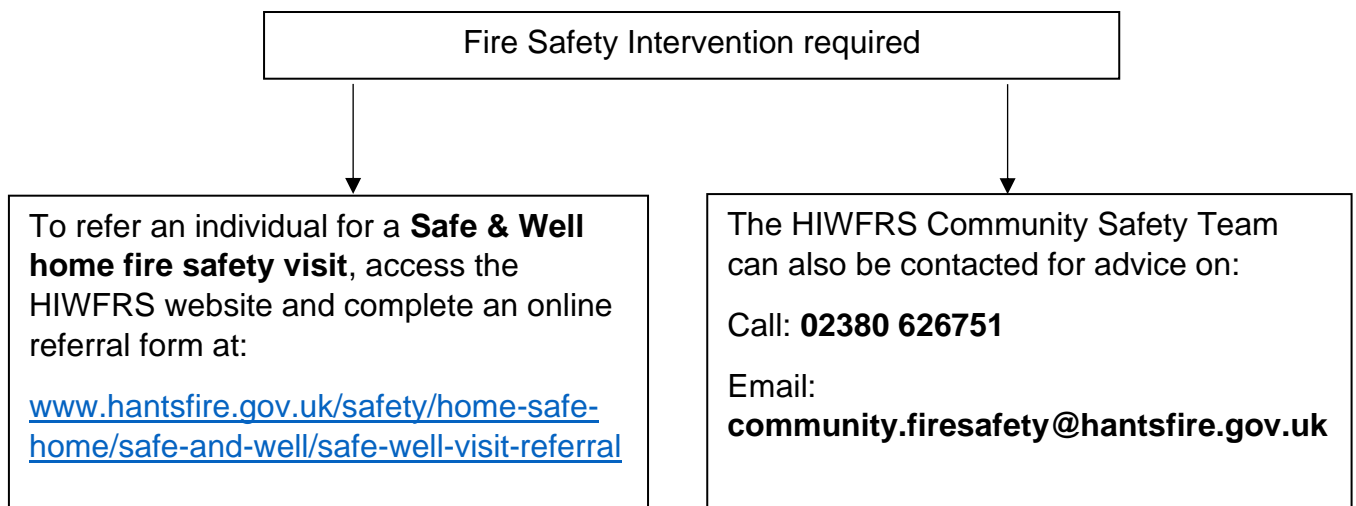 Fire Safety Intervention required
To refer an individual for a Safe & Well
home fire safety visit, access the
HIWFRS website and complete an online
referral form at:
www.hantsfire.gov.uk/safety/home-safe-
home/safe-and-well/safe-well-visit-referral
The HIWFRS Community Safety Team
can also be contacted for advice on:
Call: 02380 626751
Email:
community.firesafety@hantsfire.gov.uk